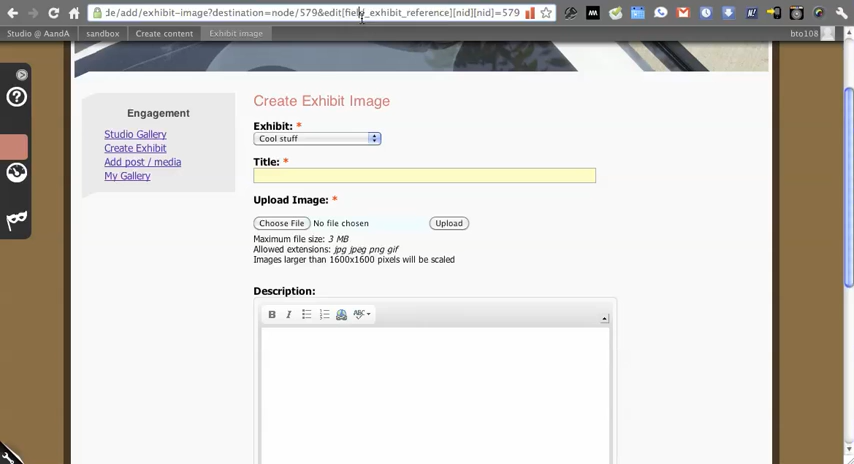 de/add/exhibit-image?destination=node/579&edit[field_exhibit_reference][nid][nid]=579
Studio @ AandA sandbox Create content Exhibit image bto108
Engagement
Studio Gallery
Create Exhibit
Add post / media
My Gallery
Create Exhibit Image
Exhibit: *
Cool stuff
Title: *
Upload Image: *
Choose File No file chosen Upload
Maximum file size: 3 MB
Allowed extensions: jpg jpeg png gif
Images larger than 1600x1600 pixels will be scaled
Description:
B I ABC